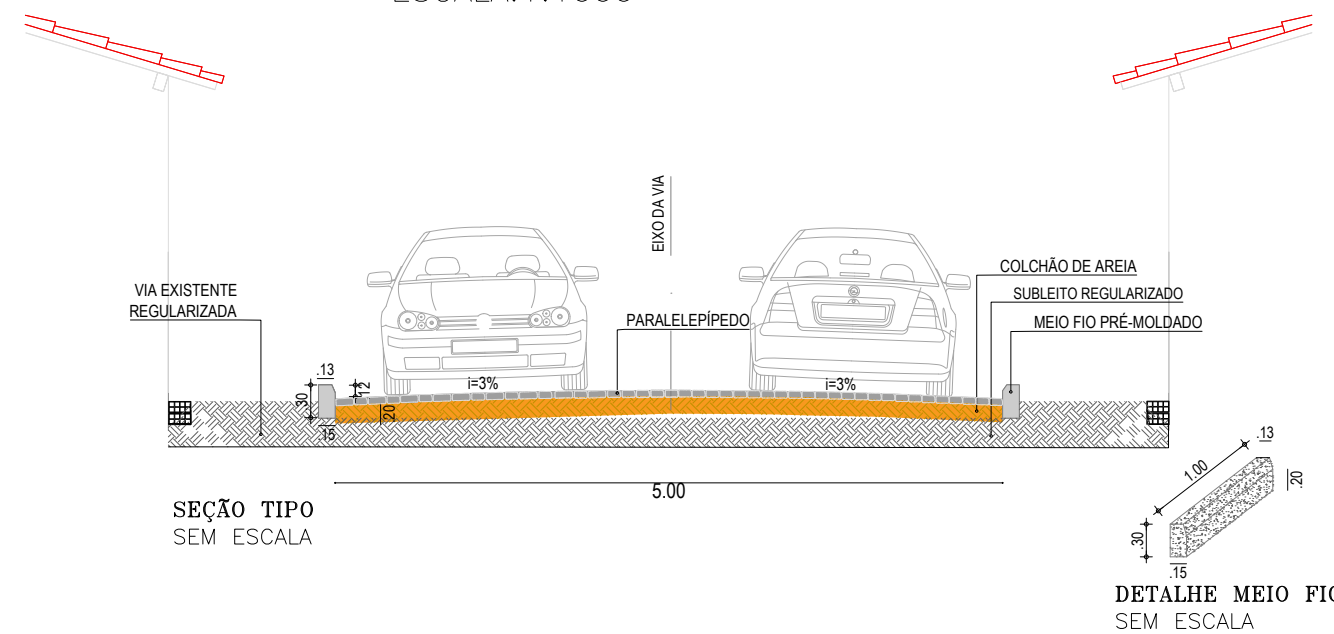 EIXO DA VIA
VIA EXISTENTE
REGULARIZADA
PARALELEPÍPEDO
COLCHÃO DE AREIA
SUBLEITO REGULARIZADO
MEIO FIO PRÉ-MOLDADO
.13
.12
.30
.20
.15
i=3%
i=3%
5.00
SEÇÃO TIPO
SEM ESCALA
.13
1.00
.20
.30
.15
DETALHE MEIO FIO
SEM ESCALA